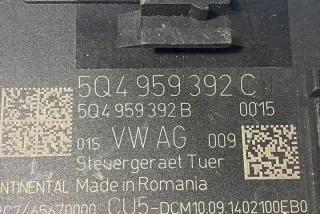 5Q4 959 392 C
5Q4 959 392 B 0015
015 VW AG 009
Steuergeraet Tuer
Made in Romania
CU5-DCM10.09.1402100EB0